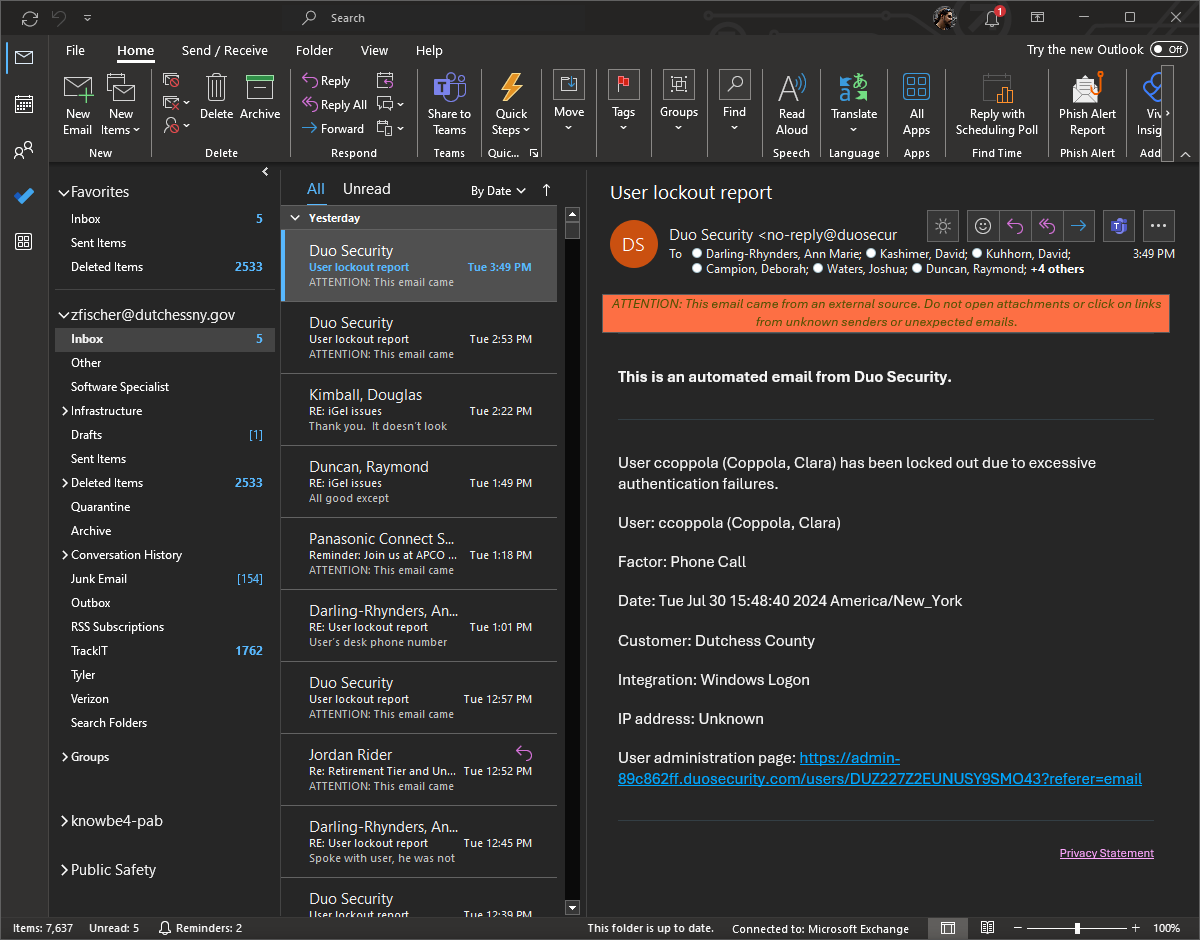 Search
1
File Home Send / Receive Folder View Help
Try the new Outlook Off
New Email
New Items
New
Delete
Archive
Delete
Reply
Reply All
Forward
Respond
Share to Teams
Teams
Quick Steps
Quic...
Move
Tags
Groups
Find
Read Aloud
Speech
Translate
Language
All Apps
Apps
Reply with Scheduling Poll
Find Time
Phish Alert Report
Phish Alert
Viv
Insig
Add
Favorites
Inbox 5
Sent Items
Deleted Items 2533
zfischer@dutchessny.gov
Inbox 5
Other
Software Specialist
Infrastructure
Drafts [1]
Sent Items
Deleted Items 2533
Quarantine
Archive
Conversation History
Junk Email [154]
Outbox
RSS Subscriptions
TrackIT 1762
Tyler
Verizon
Search Folders
Groups
knowbe4-pab
Public Safety
All Unread By Date
Yesterday
Duo Security
User lockout report Tue 3:49 PM
ATTENTION: This email came
Duo Security
User lockout report Tue 2:53 PM
ATTENTION: This email came
Kimball, Douglas
RE: iGel issues Tue 2:22 PM
Thank you. It doesn't look
Duncan, Raymond
RE: iGel issues Tue 1:49 PM
All good except
Panasonic Connect S...
Reminder: Join us at APCO ... Tue 1:18 PM
ATTENTION: This email came
Darling-Rhynders, An...
RE: User lockout report Tue 1:01 PM
User's desk phone number
Duo Security
User lockout report Tue 12:57 PM
ATTENTION: This email came
Jordan Rider
Re: Retirement Tier and Un... Tue 12:52 PM
ATTENTION: This email came
Darling-Rhynders, An...
RE: User lockout report Tue 12:45 PM
Spoke with user, he was not
Duo Security
User lockout report Tue 12:39 PM
User lockout report
DS
Duo Security <no-reply@duosecur
To Darling-Rhynders, Ann Marie; Kashimer, David; Kuhhorn, David; 3:49 PM
Campion, Deborah; Waters, Joshua; Duncan, Raymond; +4 others
ATTENTION: This email came from an external source. Do not open attachments or click on links
from unknown senders or unexpected emails.
This is an automated email from Duo Security.
User ccoppola (Coppola, Clara) has been locked out due to excessive
authentication failures.
User: ccoppola (Coppola, Clara)
Factor: Phone Call
Date: Tue Jul 30 15:48:40 2024 America/New_York
Customer: Dutchess County
Integration: Windows Logon
IP address: Unknown
User administration page: https://admin-
89c862ff.duosecurity.com/users/DUZ227Z2EUNUSY9SMO43?referer=email
Privacy Statement
Items: 7,637 Unread: 5 Reminders: 2 This folder is up to date. Connected to: Microsoft Exchange 100%